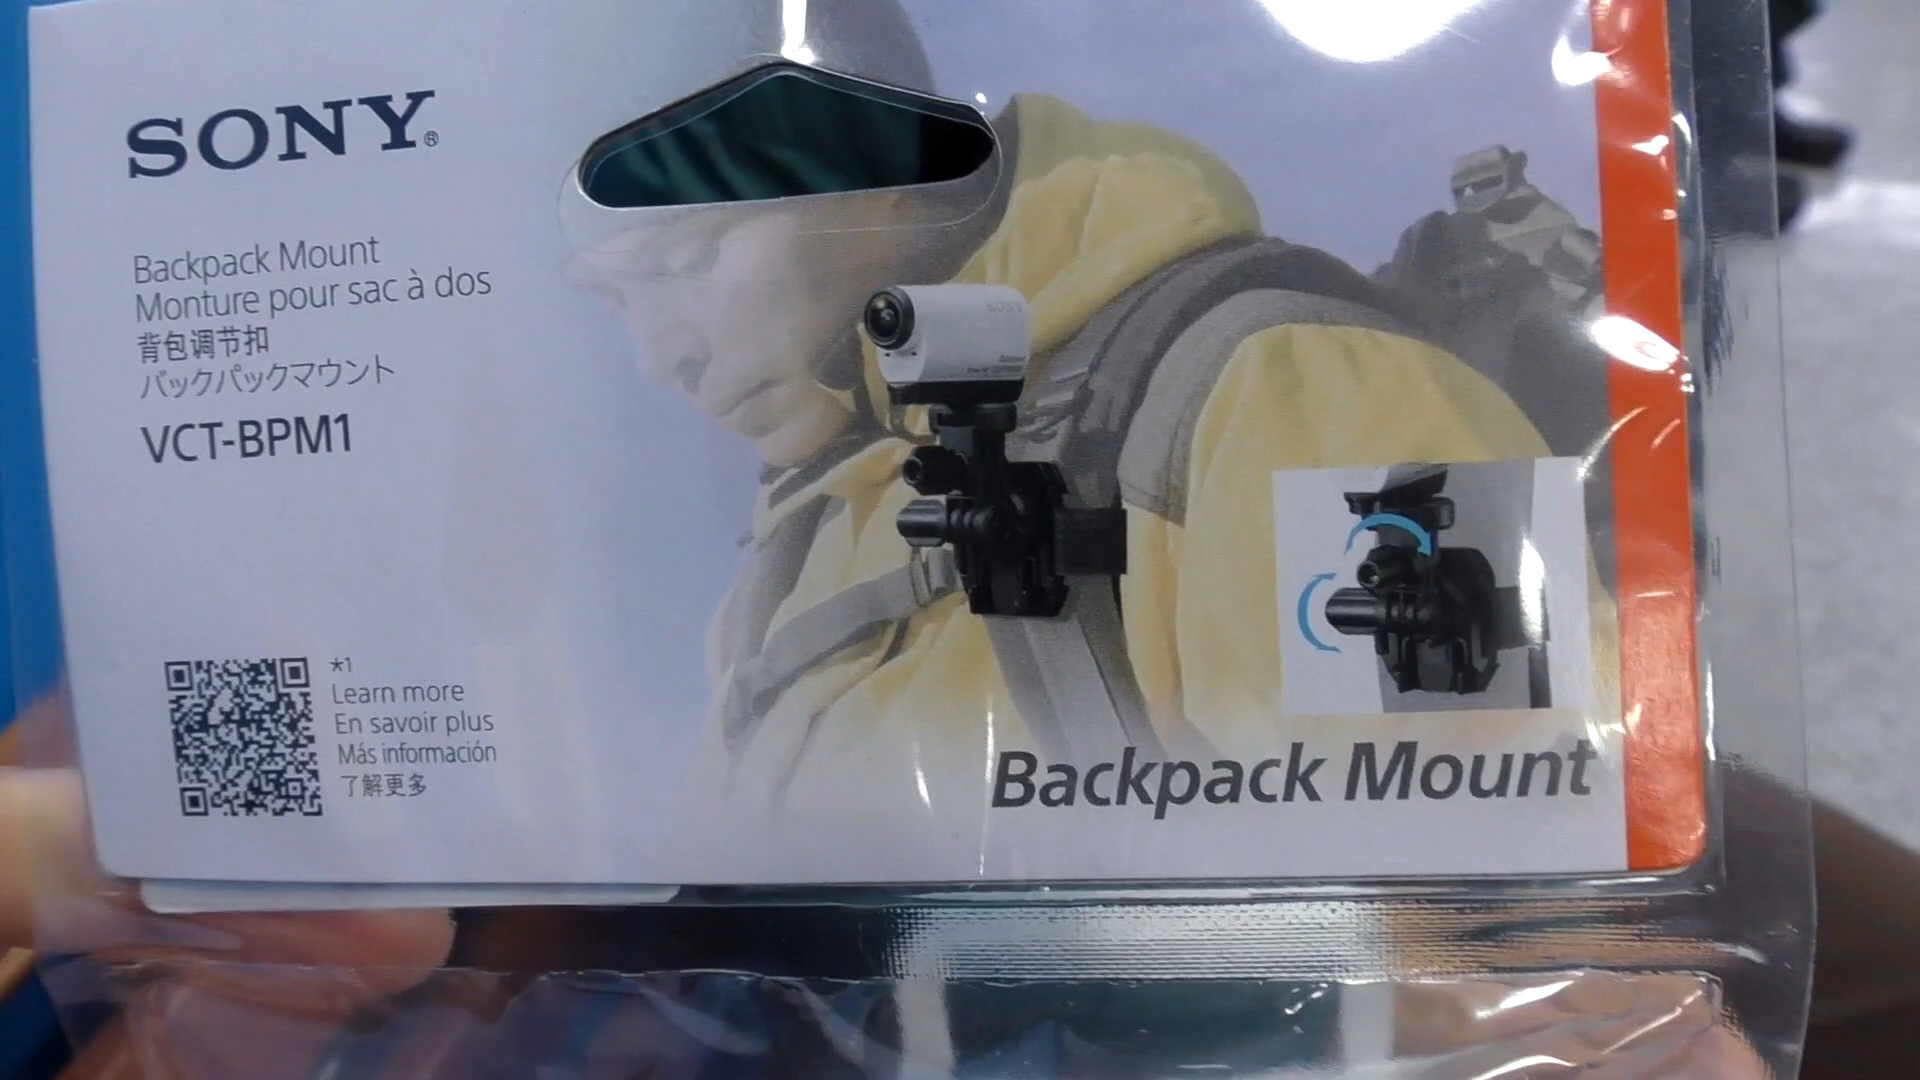 SONY®
Backpack Mount
Monture pour sac à dos
背包调节扣
バックパックマウント
VCT-BPM1
SONY
*1
Learn more
En savoir plus
Más información
了解更多
Backpack Mount